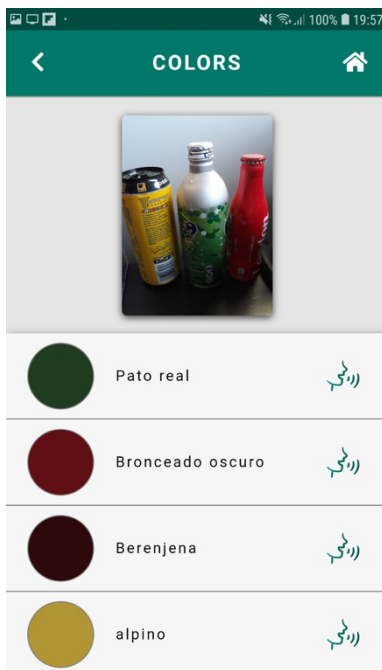 100% 19:57
COLORS
Pato real
Bronceado oscuro
Berenjena
alpino